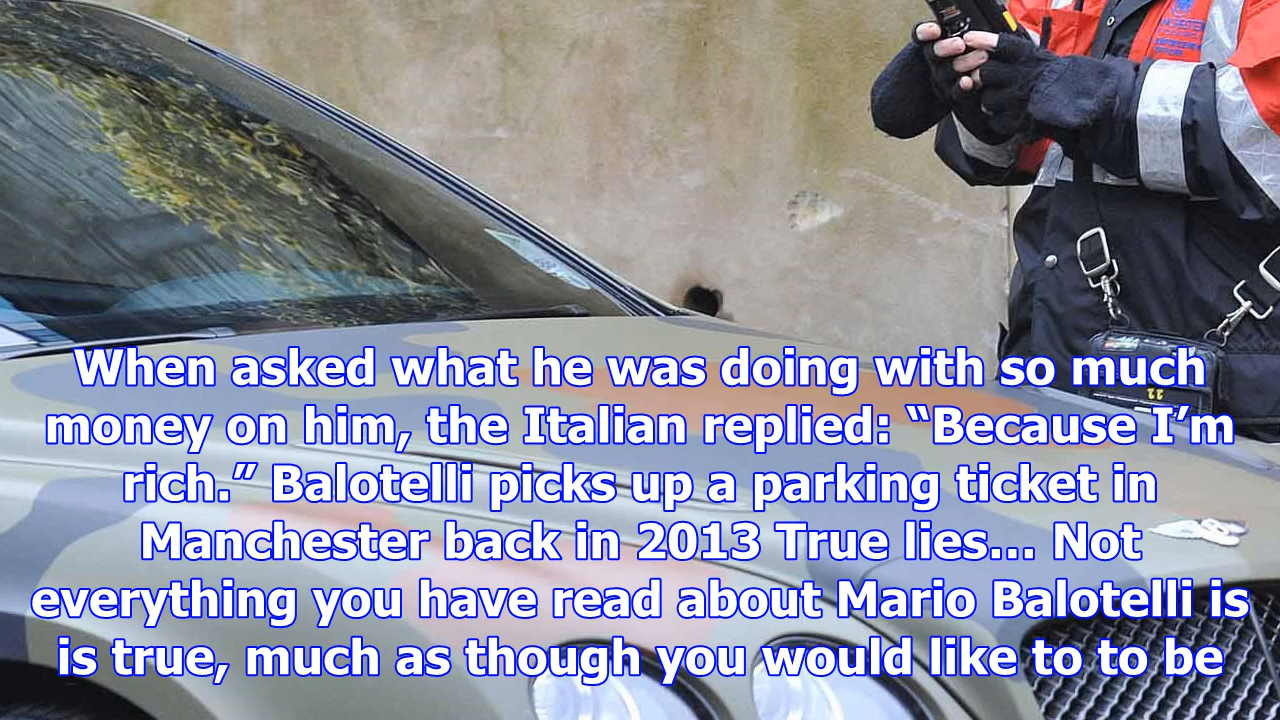 When asked what he was doing with so much
money on him, the Italian replied: “Because I’m
rich.” Balotelli picks up a parking ticket in
Manchester back in 2013 True lies... Not
everything you have read about Mario Balotelli is
is true, much as though you would like to to be